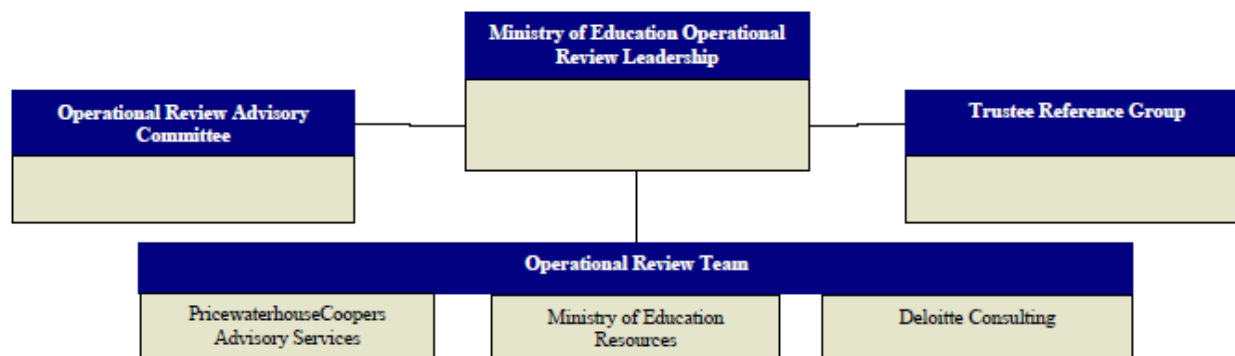 Ministry of Education Operational
Review Leadership
Operational Review Advisory
Committee
Trustee Reference Group
Operational Review Team
PricewaterhouseCoopers
Advisory Services
Ministry of Education
Resources
Deloitte Consulting